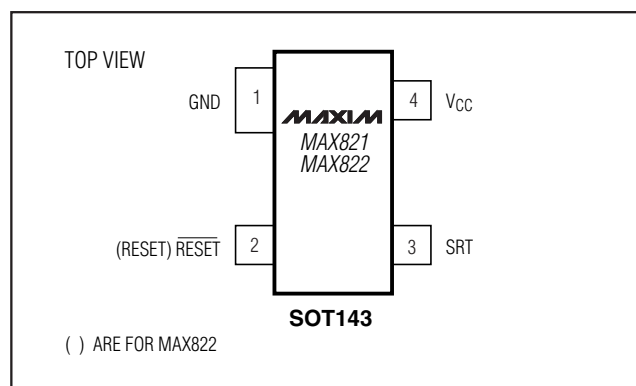 TOP VIEW
GND 1
MAXIM
MAX821
MAX822
4 VCC
(RESET) RESET 2
3 SRT
SOT143
( ) ARE FOR MAX822